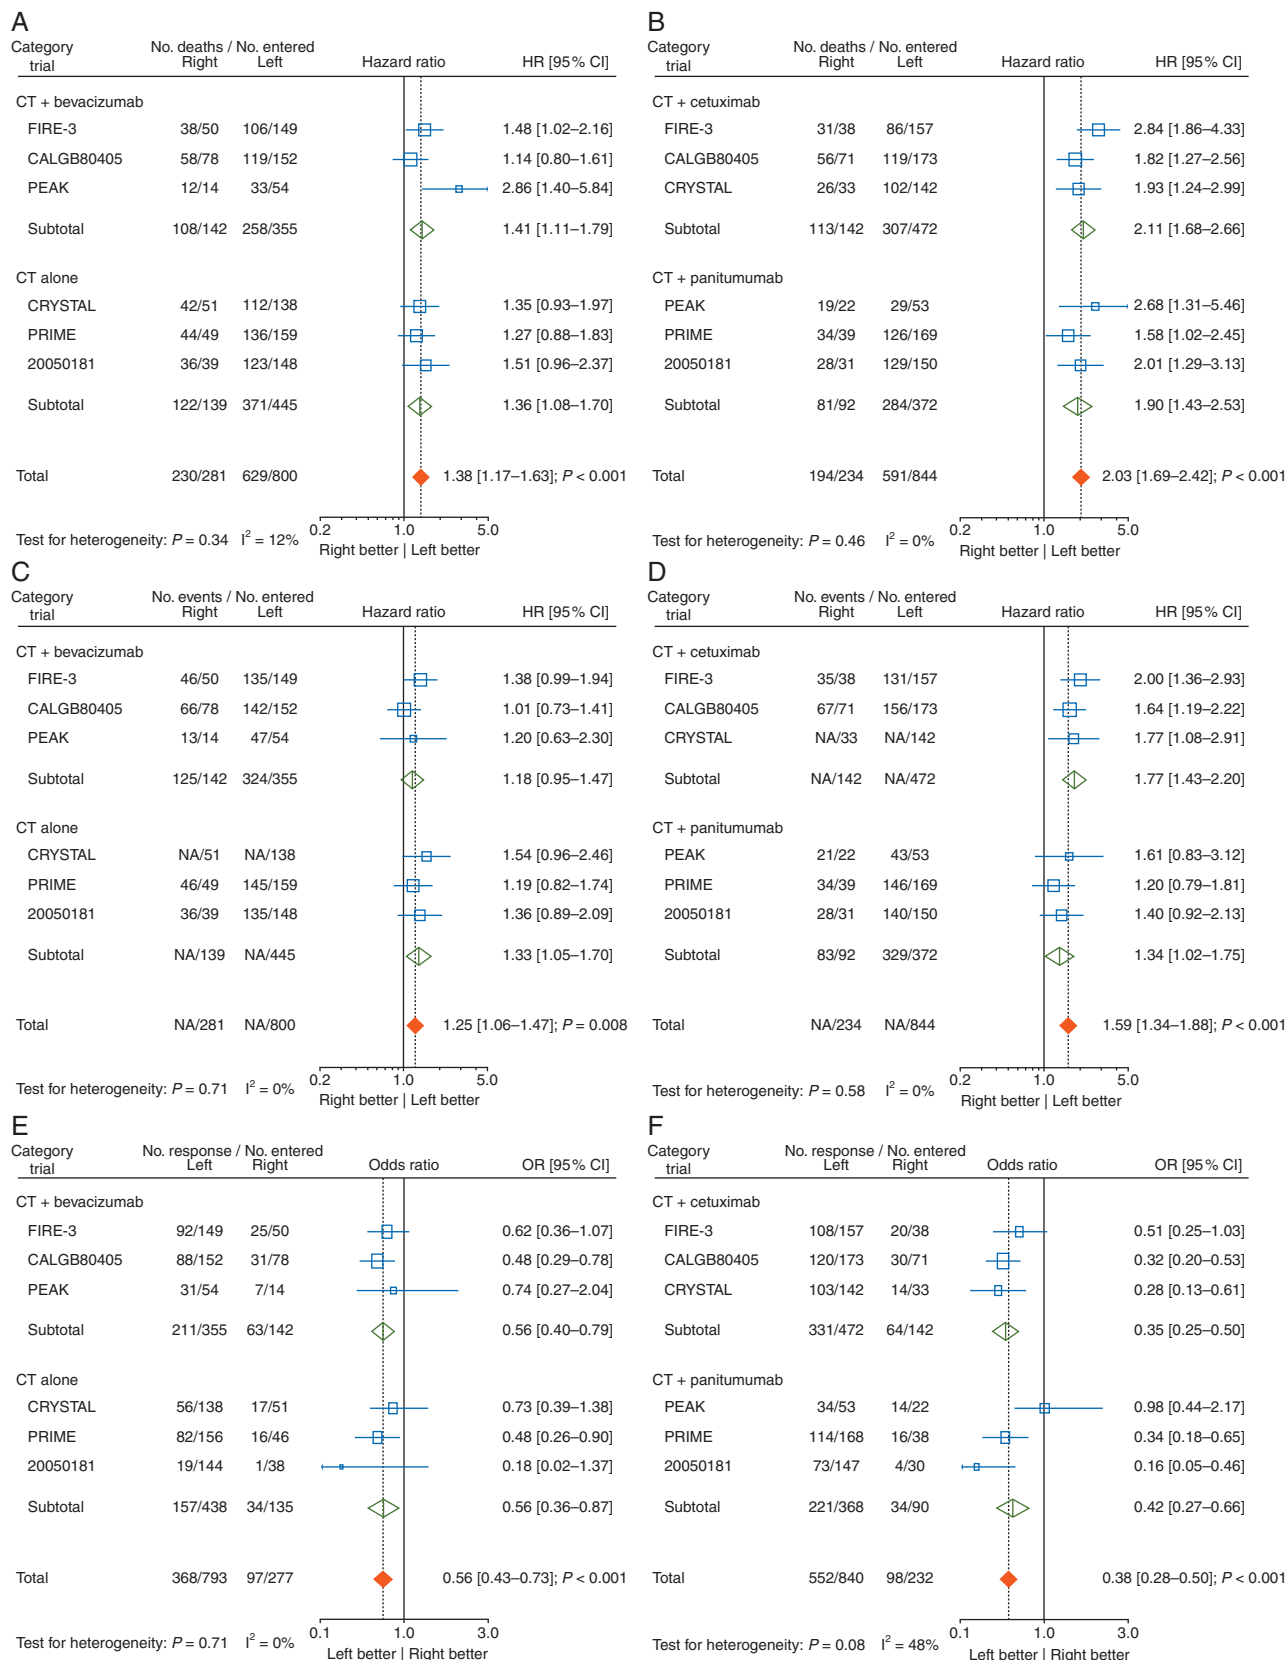 A
Category trial No. deaths / No. entered Right Left Hazard ratio HR [95% CI]
CT + bevacizumab
FIRE-3 38/50 106/149 1.48 [1.02–2.16]
CALGB80405 58/78 119/152 1.14 [0.80–1.61]
PEAK 12/14 33/54 2.86 [1.40–5.84]
Subtotal 108/142 258/355 1.41 [1.11–1.79]
CT alone
CRYSTAL 42/51 112/138 1.35 [0.93–1.97]
PRIME 44/49 136/159 1.27 [0.88–1.83]
20050181 36/39 123/148 1.51 [0.96–2.37]
Subtotal 122/139 371/445 1.36 [1.08–1.70]
Total 230/281 629/800 1.38 [1.17–1.63]; P < 0.001
0.2 1.0 5.0
Test for heterogeneity: P = 0.34 I² = 12%
Right better | Left better
B
Category trial No. deaths / No. entered Right Left Hazard ratio HR [95% CI]
CT + cetuximab
FIRE-3 31/38 86/157 2.84 [1.86–4.33]
CALGB80405 56/71 119/173 1.82 [1.27–2.56]
CRYSTAL 26/33 102/142 1.93 [1.24–2.99]
Subtotal 113/142 307/472 2.11 [1.68–2.66]
CT + panitumumab
PEAK 19/22 29/53 2.68 [1.31–5.46]
PRIME 34/39 126/169 1.58 [1.02–2.45]
20050181 28/31 129/150 2.01 [1.29–3.13]
Subtotal 81/92 284/372 1.90 [1.43–2.53]
Total 194/234 591/844 2.03 [1.69–2.42]; P < 0.001
0.2 1.0 5.0
Test for heterogeneity: P = 0.46 I² = 0%
Right better | Left better
C
Category trial No. events / No. entered Right Left Hazard ratio HR [95% CI]
CT + bevacizumab
FIRE-3 46/50 135/149 1.38 [0.99–1.94]
CALGB80405 66/78 142/152 1.01 [0.73–1.41]
PEAK 13/14 47/54 1.20 [0.63–2.30]
Subtotal 125/142 324/355 1.18 [0.95–1.47]
CT alone
CRYSTAL NA/51 NA/138 1.54 [0.96–2.46]
PRIME 46/49 145/159 1.19 [0.82–1.74]
20050181 36/39 135/148 1.36 [0.89–2.09]
Subtotal NA/139 NA/445 1.33 [1.05–1.70]
Total NA/281 NA/800 1.25 [1.06–1.47]; P = 0.008
0.2 1.0 5.0
Test for heterogeneity: P = 0.71 I² = 0%
Right better | Left better
D
Category trial No. events / No. entered Right Left Hazard ratio HR [95% CI]
CT + cetuximab
FIRE-3 35/38 131/157 2.00 [1.36–2.93]
CALGB80405 67/71 156/173 1.64 [1.19–2.22]
CRYSTAL NA/33 NA/142 1.77 [1.08–2.91]
Subtotal NA/142 NA/472 1.77 [1.43–2.20]
CT + panitumumab
PEAK 21/22 43/53 1.61 [0.83–3.12]
PRIME 34/39 146/169 1.20 [0.79–1.81]
20050181 28/31 140/150 1.40 [0.92–2.13]
Subtotal 83/92 329/372 1.34 [1.02–1.75]
Total NA/234 NA/844 1.59 [1.34–1.88]; P < 0.001
0.2 1.0 5.0
Test for heterogeneity: P = 0.58 I² = 0%
Right better | Left better
E
Category trial No. response / No. entered Left Right Odds ratio OR [95% CI]
CT + bevacizumab
FIRE-3 92/149 25/50 0.62 [0.36–1.07]
CALGB80405 88/152 31/78 0.48 [0.29–0.78]
PEAK 31/54 7/14 0.74 [0.27–2.04]
Subtotal 211/355 63/142 0.56 [0.40–0.79]
CT alone
CRYSTAL 56/138 17/51 0.73 [0.39–1.38]
PRIME 82/156 16/46 0.48 [0.26–0.90]
20050181 19/144 1/38 0.18 [0.02–1.37]
Subtotal 157/438 34/135 0.56 [0.36–0.87]
Total 368/793 97/277 0.56 [0.43–0.73]; P < 0.001
0.1 1.0 3.0
Test for heterogeneity: P = 0.71 I² = 0%
Left better | Right better
F
Category trial No. response / No. entered Left Right Odds ratio OR [95% CI]
CT + cetuximab
FIRE-3 108/157 20/38 0.51 [0.25–1.03]
CALGB80405 120/173 30/71 0.32 [0.20–0.53]
CRYSTAL 103/142 14/33 0.28 [0.13–0.61]
Subtotal 331/472 64/142 0.35 [0.25–0.50]
CT + panitumumab
PEAK 34/53 14/22 0.98 [0.44–2.17]
PRIME 114/168 16/38 0.34 [0.18–0.65]
20050181 73/147 4/30 0.16 [0.05–0.46]
Subtotal 221/368 34/90 0.42 [0.27–0.66]
Total 552/840 98/232 0.38 [0.28–0.50]; P < 0.001
0.1 1.0 3.0
Test for heterogeneity: P = 0.08 I² = 48%
Left better | Right better